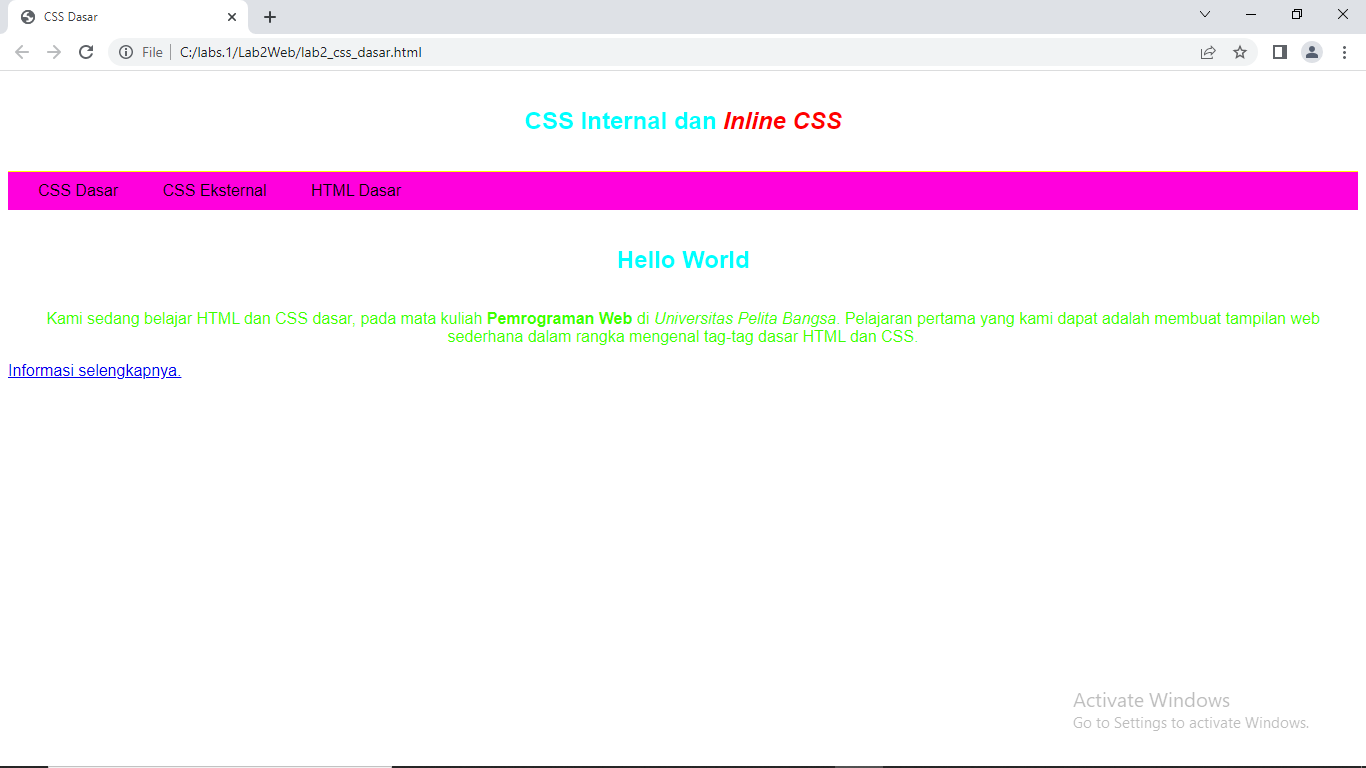 CSS Dasar
File C:/labs.1/Lab2Web/lab2_css_dasar.html
CSS Internal dan Inline CSS
CSS Dasar CSS Eksternal HTML Dasar
Hello World
Kami sedang belajar HTML dan CSS dasar, pada mata kuliah Pemrograman Web di Universitas Pelita Bangsa. Pelajaran pertama yang kami dapat adalah membuat tampilan web
sederhana dalam rangka mengenal tag-tag dasar HTML dan CSS.
Informasi selengkapnya.
Activate Windows
Go to Settings to activate Windows.